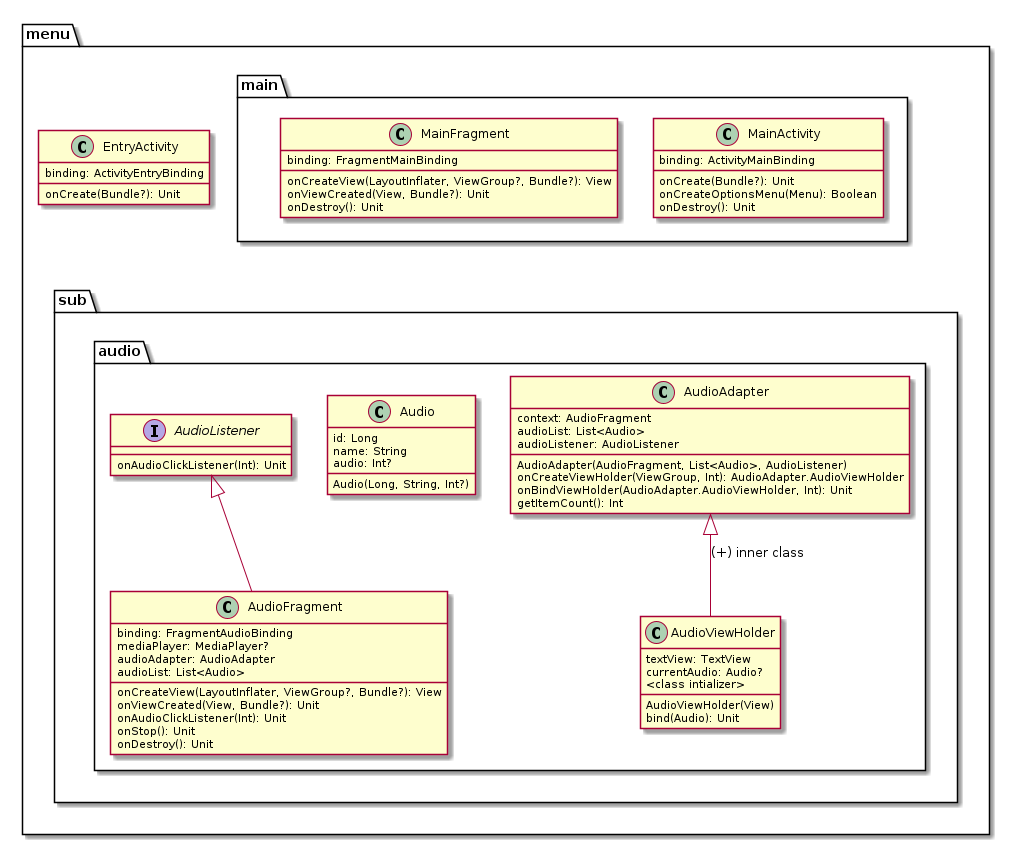 menu
main
C EntryActivity
binding: ActivityEntryBinding
onCreate(Bundle?): Unit
C MainFragment
binding: FragmentMainBinding
onCreateView(LayoutInflater, ViewGroup?, Bundle?): View
onViewCreated(View, Bundle?): Unit
onDestroy(): Unit
C MainActivity
binding: ActivityMainBinding
onCreate(Bundle?): Unit
onCreateOptionsMenu(Menu): Boolean
onDestroy(): Unit
sub
audio
I AudioListener
onAudioClickListener(Int): Unit
C Audio
id: Long
name: String
audio: Int?
Audio(Long, String, Int?)
C AudioAdapter
context: AudioFragment
audioList: List<Audio>
audioListener: AudioListener
AudioAdapter(AudioFragment, List<Audio>, AudioListener)
onCreateViewHolder(ViewGroup, Int): AudioAdapter.AudioViewHolder
onBindViewHolder(AudioAdapter.AudioViewHolder, Int): Unit
getItemCount(): Int
(+) inner class
C AudioFragment
binding: FragmentAudioBinding
mediaPlayer: MediaPlayer?
audioAdapter: AudioAdapter
audioList: List<Audio>
onCreateView(LayoutInflater, ViewGroup?, Bundle?): View
onViewCreated(View, Bundle?): Unit
onAudioClickListener(Int): Unit
onStop(): Unit
onDestroy(): Unit
C AudioViewHolder
textView: TextView
currentAudio: Audio?
<class intializer>
AudioViewHolder(View)
bind(Audio): Unit